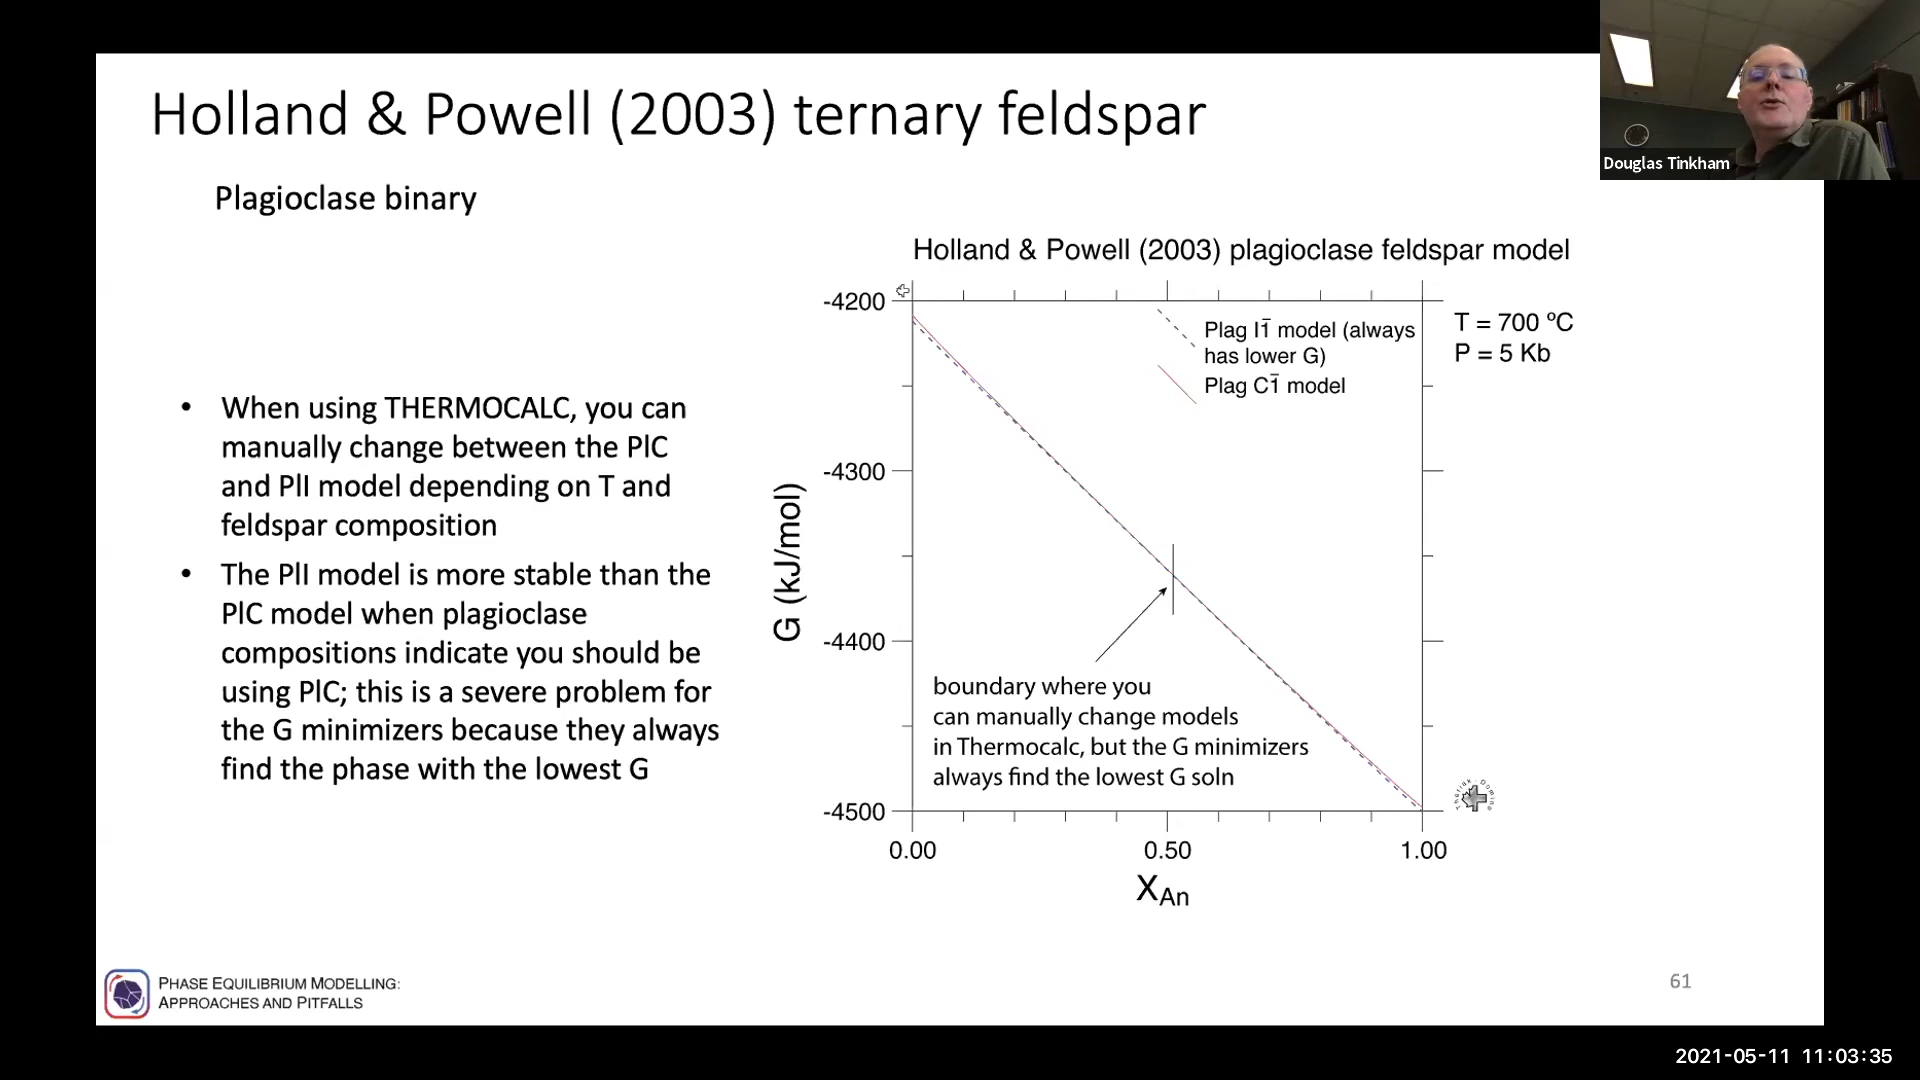 Holland & Powell (2003) ternary feldspar
Douglas Tinkham
Plagioclase binary
• When using THERMOCALC, you can
manually change between the PlC
and PlI model depending on T and
feldspar composition
• The PlI model is more stable than the
PlC model when plagioclase
compositions indicate you should be
using PlC; this is a severe problem for
the G minimizers because they always
find the phase with the lowest G
Holland & Powell (2003) plagioclase feldspar model
-4200
-4300
-4400
-4500
G (kJ/mol)
Plag I1̅ model (always
has lower G)
Plag C1̅ model
T = 700 ºC
P = 5 Kb
boundary where you
can manually change models
in Thermocalc, but the G minimizers
always find the lowest G soln
Theriak - Domino
0.00
0.50
1.00
XAn
PHASE EQUILIBRIUM MODELLING:
APPROACHES AND PITFALLS
61
2021-05-11 11:03:35